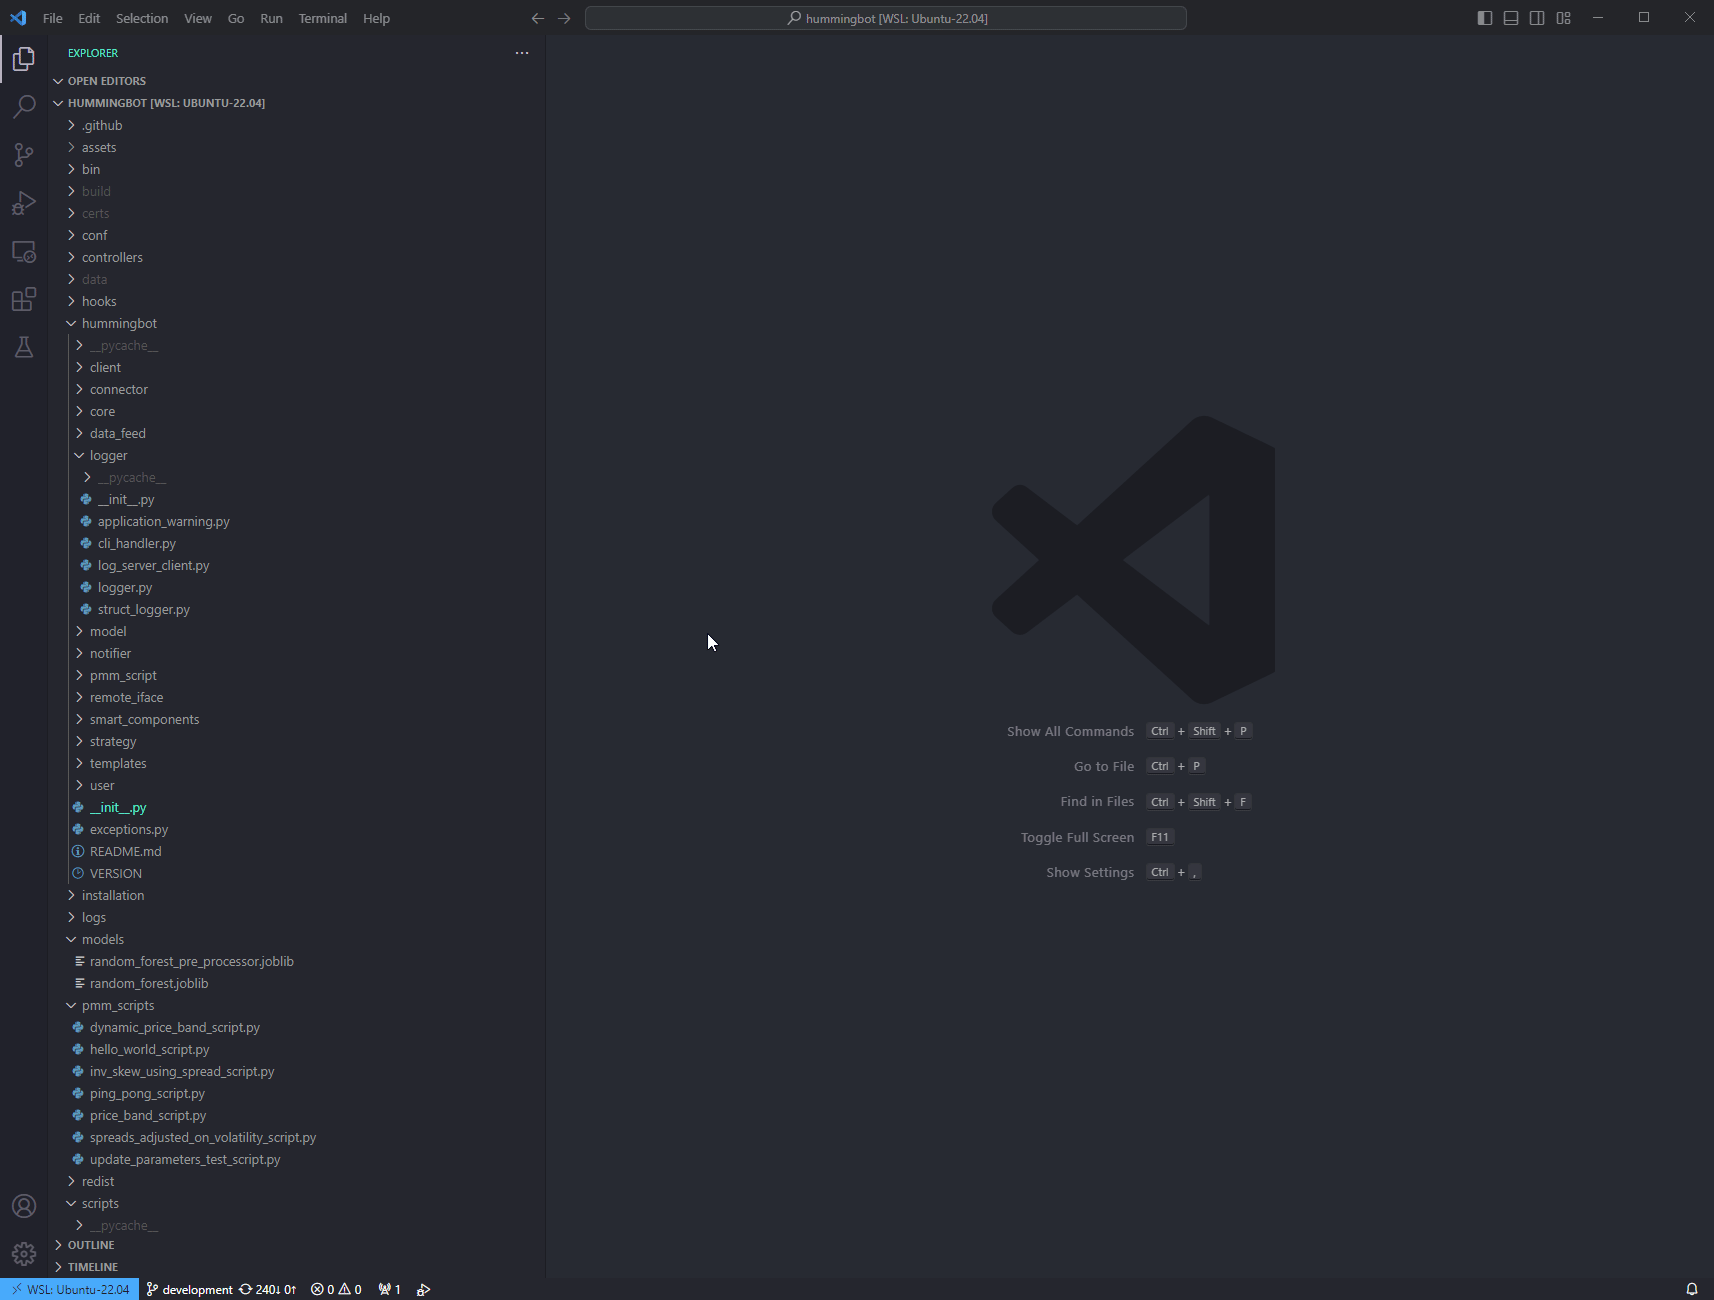 File Edit Selection View Go Run Terminal Help
hummingbot [WSL: Ubuntu-22.04]
EXPLORER
OPEN EDITORS
HUMMINGBOT [WSL: UBUNTU-22.04]
.github
assets
bin
build
certs
conf
controllers
data
hooks
hummingbot
__pycache__
client
connector
core
data_feed
logger
__pycache__
__init__.py
application_warning.py
cli_handler.py
log_server_client.py
logger.py
struct_logger.py
model
notifier
pmm_script
remote_iface
smart_components
strategy
templates
user
__init__.py
exceptions.py
README.md
VERSION
installation
logs
models
random_forest_pre_processor.joblib
random_forest.joblib
pmm_scripts
dynamic_price_band_script.py
hello_world_script.py
inv_skew_using_spread_script.py
ping_pong_script.py
price_band_script.py
spreads_adjusted_on_volatility_script.py
update_parameters_test_script.py
redist
scripts
__pycache__
OUTLINE
TIMELINE
Show All Commands Ctrl + Shift + P
Go to File Ctrl + P
Find in Files Ctrl + Shift + F
Toggle Full Screen F11
Show Settings Ctrl + ,
WSL: Ubuntu-22.04 development 240↓ 0↑ 0 0 1